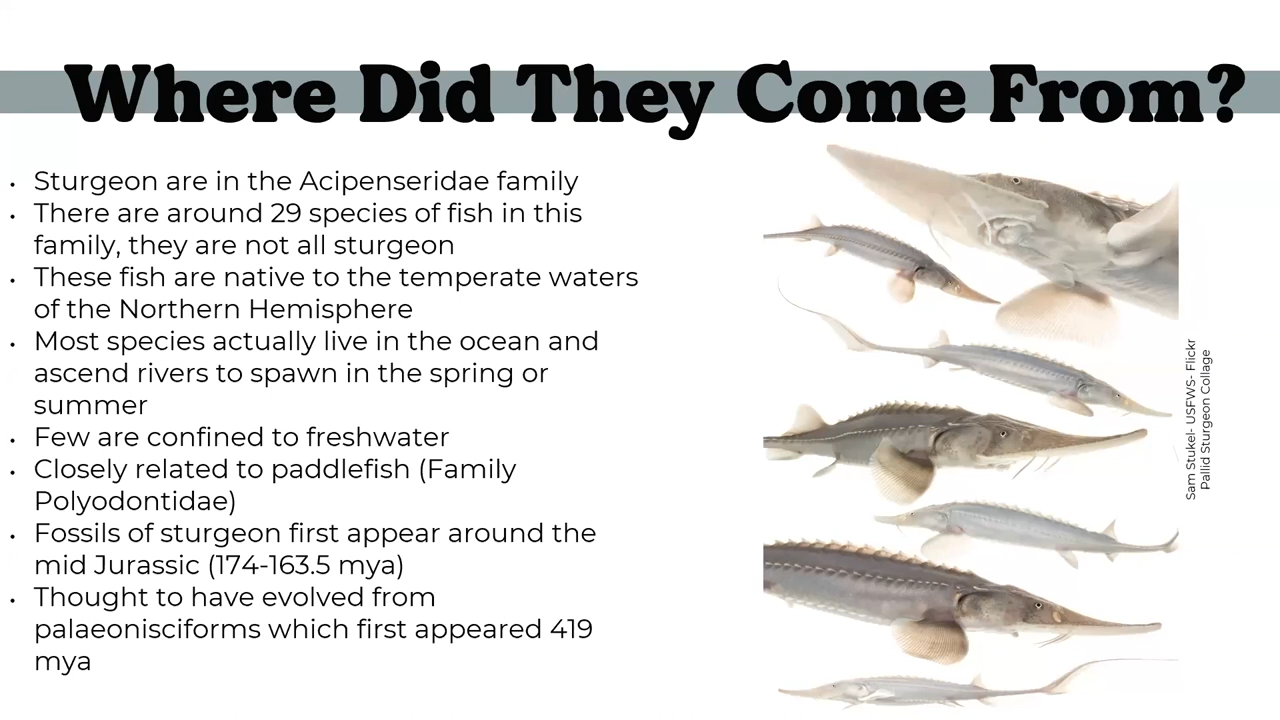 Where Did They Come From?
• Sturgeon are in the Acipenseridae family
• There are around 29 species of fish in this
family, they are not all sturgeon
• These fish are native to the temperate waters
of the Northern Hemisphere
• Most species actually live in the ocean and
ascend rivers to spawn in the spring or
summer
• Few are confined to freshwater
• Closely related to paddlefish (Family
Polyodontidae)
• Fossils of sturgeon first appear around the
mid Jurassic (174-163.5 mya)
• Thought to have evolved from
palaeonisciforms which first appeared 419
mya
Sam Stukel- USFWS- Flickr
Pallid Sturgeon Collage